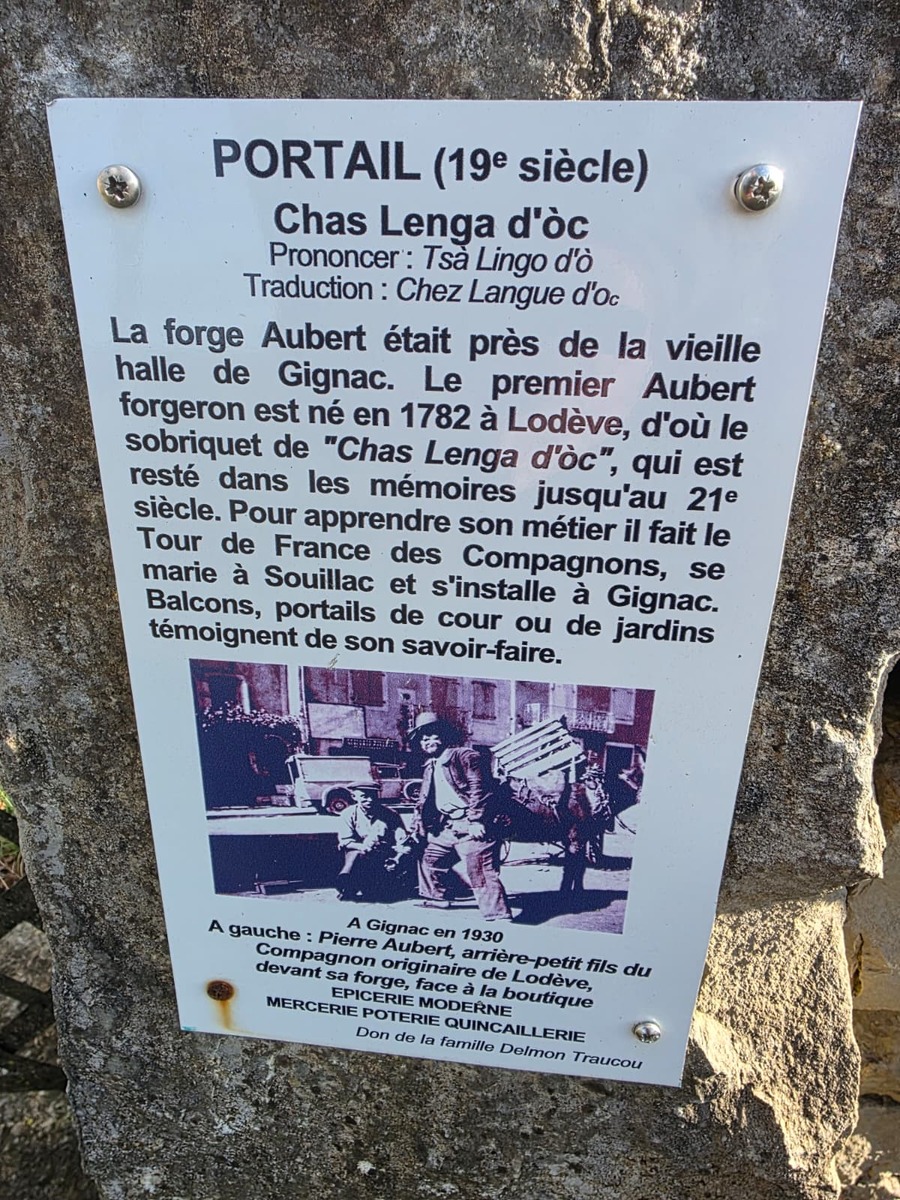 PORTAIL (19e siècle)
Chas Lenga d'òc
Prononcer : Tsà Lingo d'ò
Traduction : Chez Langue d'oc
La forge Aubert était près de la vieille
halle de Gignac. Le premier Aubert
forgeron est né en 1782 à Lodève, d'où le
sobriquet de "Chas Lenga d'òc", qui est
resté dans les mémoires jusqu'au 21e
siècle. Pour apprendre son métier il fait le
Tour de France des Compagnons, se
marie à Souillac et s'installe à Gignac.
Balcons, portails de cour ou de jardins
témoignent de son savoir-faire.
A Gignac en 1930
A gauche : Pierre Aubert, arrière-petit fils du
Compagnon originaire de Lodève,
devant sa forge, face à la boutique
EPICERIE MODERNE
MERCERIE POTERIE QUINCAILLERIE
Don de la famille Delmon Traucou